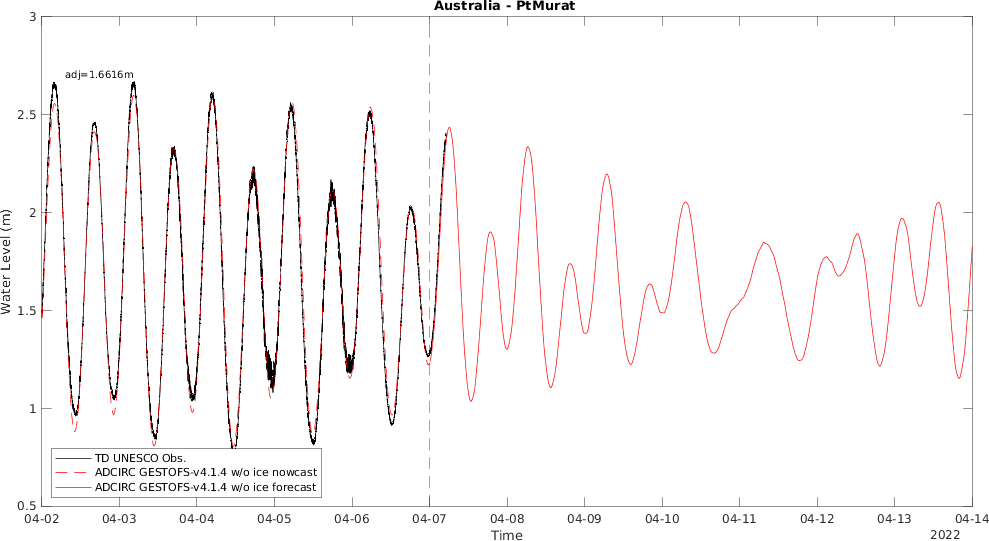 Australia - PtMurat
adj=1.6616m
Water Level (m)
3
2.5
2
1.5
1
0.5
TD UNESCO Obs.
ADCIRC GESTOFS-v4.1.4 w/o ice nowcast
ADCIRC GESTOFS-v4.1.4 w/o ice forecast
04-02 04-03 04-04 04-05 04-06 04-07 04-08 04-09 04-10 04-11 04-12 04-13 04-14
Time
2022